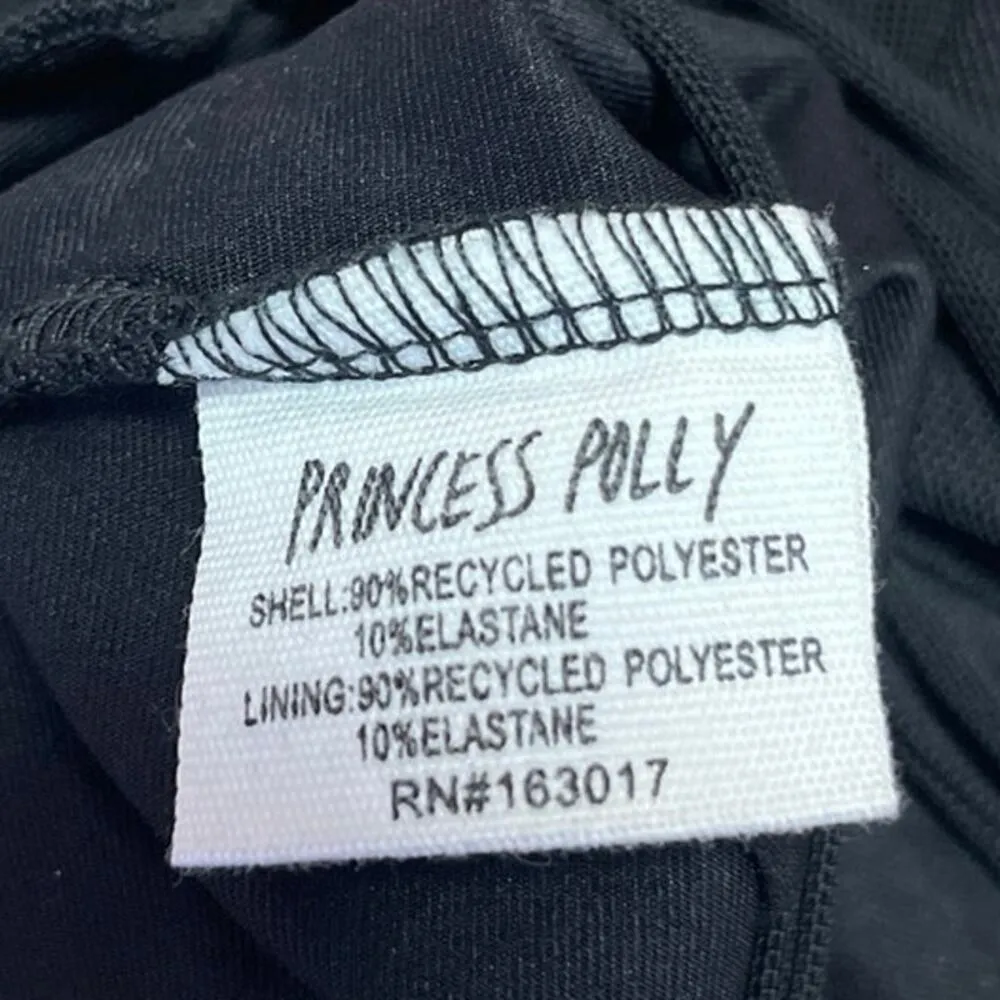 PRINCESS POLLY
SHELL:90%RECYCLED POLYESTER
10%ELASTANE
LINING:90%RECYCLED POLYESTER
10%ELASTANE
RN#163017